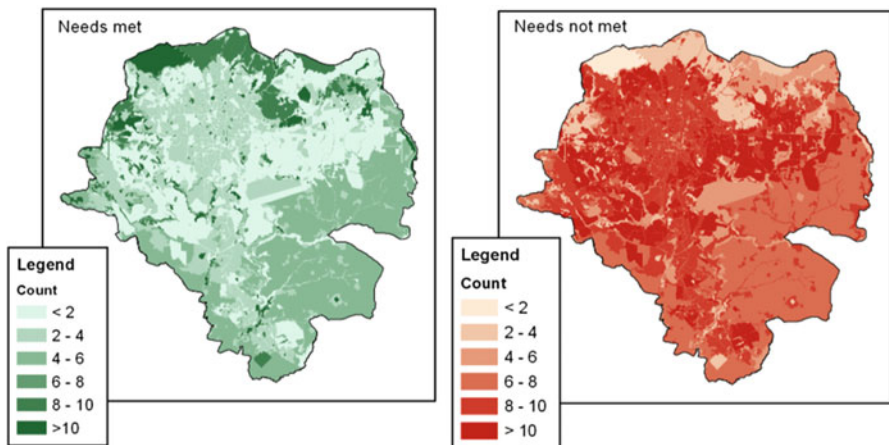 Needs met
Legend
Count
< 2
2 - 4
4 - 6
6 - 8
8 - 10
>10
Needs not met
Legend
Count
< 2
2 - 4
4 - 6
6 - 8
8 - 10
> 10